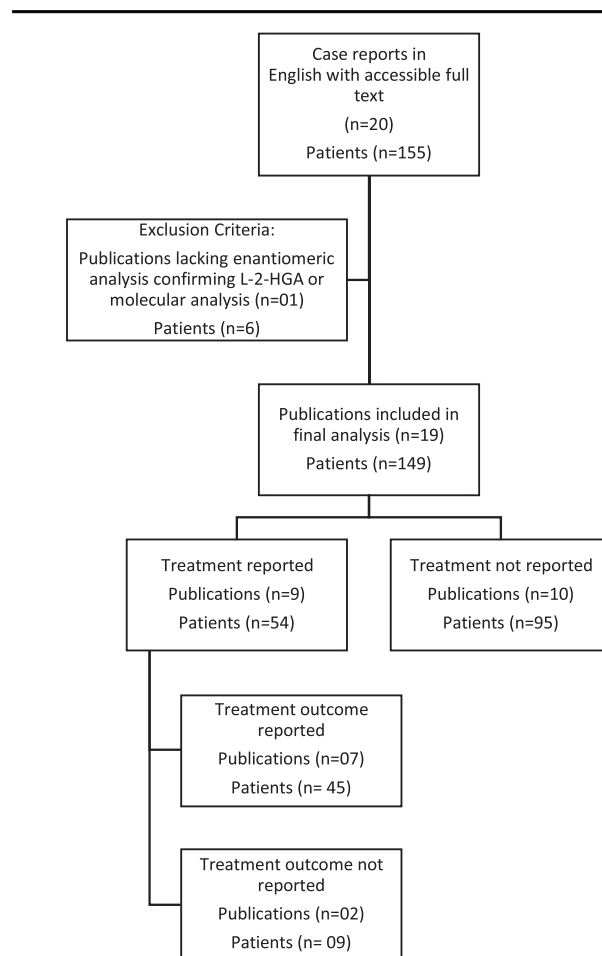 Case reports in
English with accessible full
text
(n=20)
Patients (n=155)
Exclusion Criteria:
Publications lacking enantiomeric
analysis confirming L-2-HGA or
molecular analysis (n=01)
Patients (n=6)
Publications included in
final analysis (n=19)
Patients (n=149)
Treatment reported
Publications (n=9)
Patients (n=54)
Treatment not reported
Publications (n=10)
Patients (n=95)
Treatment outcome
reported
Publications (n=07)
Patients (n= 45)
Treatment outcome not
reported
Publications (n=02)
Patients (n= 09)